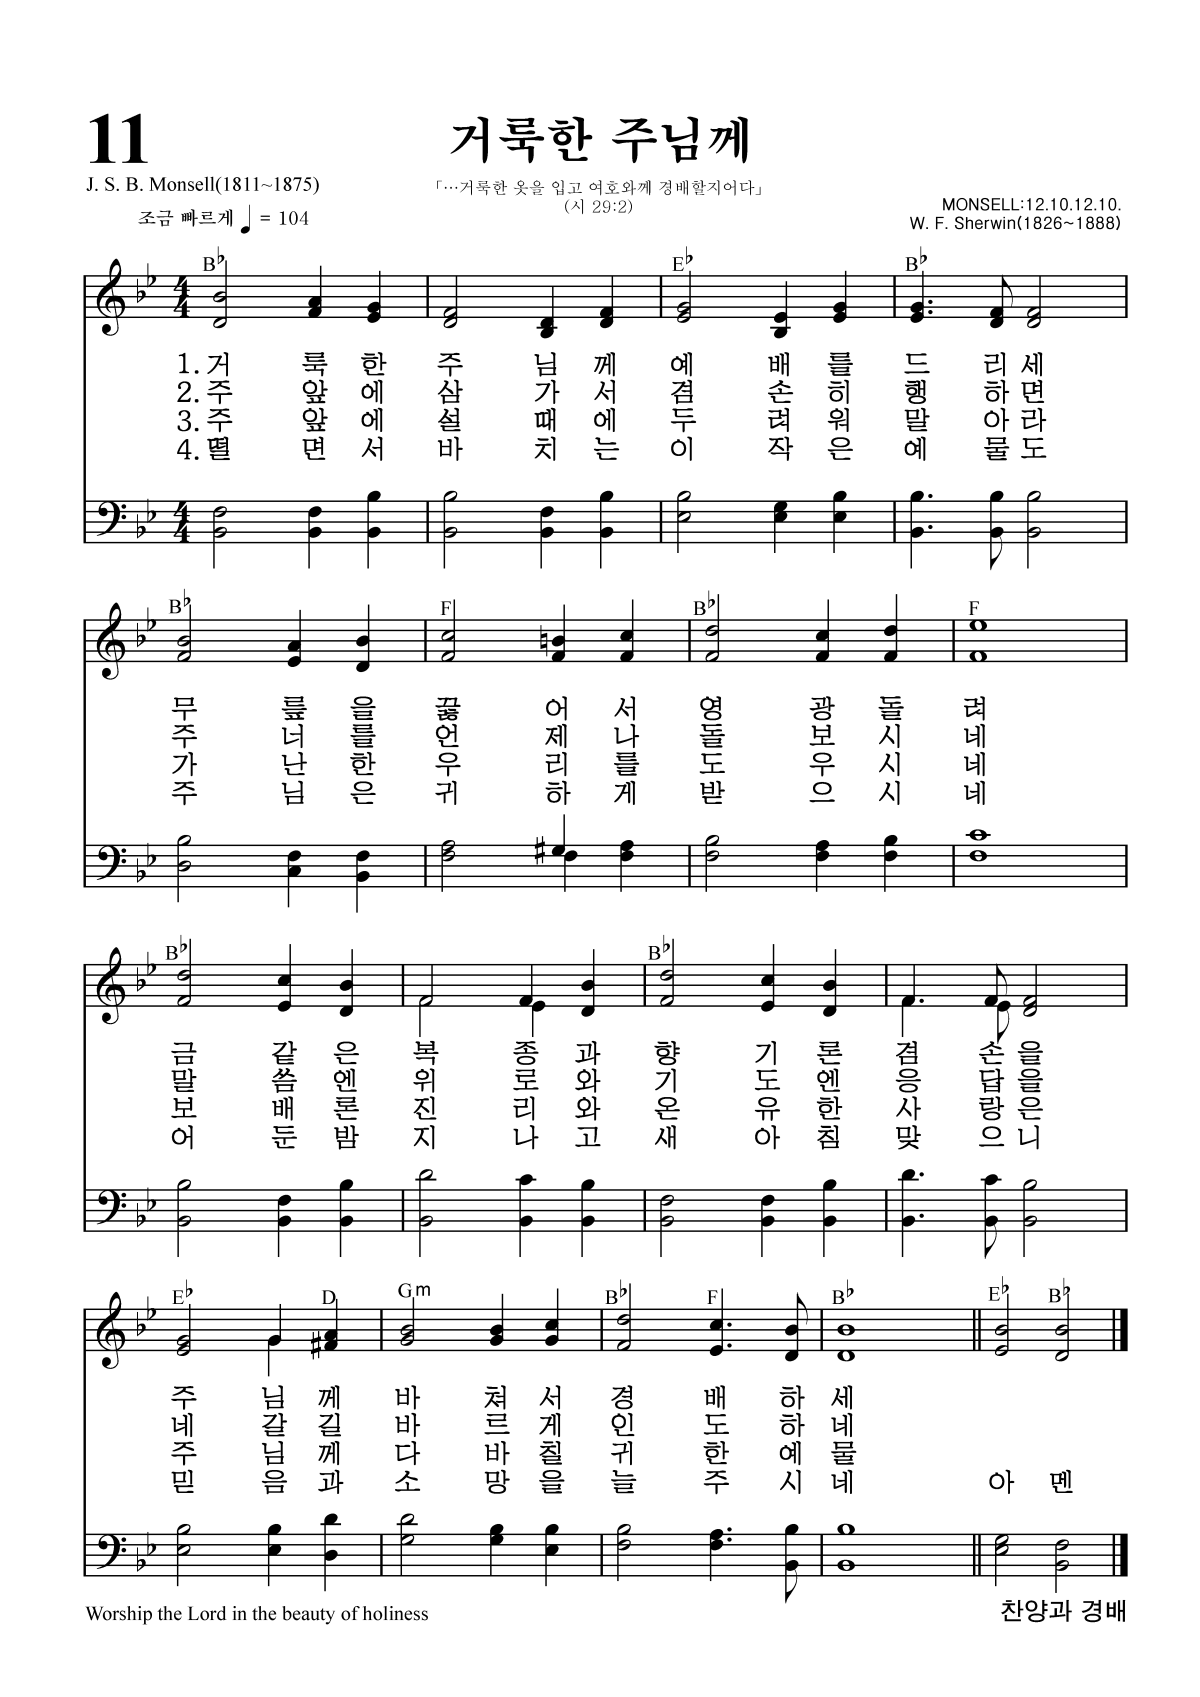 11
거룩한 주님께
J. S. B. Monsell(1811~1875)
「…거룩한 옷을 입고 여호와께 경배할지어다」
(시 29:2)
조금 빠르게 ♩ = 104
MONSELL:12.10.12.10.
W. F. Sherwin(1826~1888)
B♭ E♭ B♭
1. 거 룩 한 주 님 께 예 배 를 드 리 세
2. 주 앞 에 삼 가 서 겸 손 히 행 하 면
3. 주 앞 에 설 때 에 두 려 워 말 아 라
4. 떨 면 서 바 치 는 이 작 은 예 물 도
B♭ F B♭ F
무 릎 을 꿇 어 서 영 광 돌 려
주 너 를 언 제 나 돌 보 시 네
가 난 한 우 리 를 도 우 시 네
주 님 은 귀 하 게 받 으 시 네
B♭ B♭
금 같 은 복 종 과 향 기 론 겸 손 을
말 씀 엔 위 로 와 기 도 엔 응 답 을
보 배 론 진 리 와 온 유 한 사 랑 은
어 둔 밤 지 나 고 새 아 침 맞 으 니
E♭ D Gm B♭ F B♭ E♭ B♭
주 님 께 바 쳐 서 경 배 하 세
네 갈 길 바 르 게 인 도 하 네
주 님 께 다 바 칠 귀 한 예 물
믿 음 과 소 망 을 늘 주 시 네 아 멘
Worship the Lord in the beauty of holiness
찬양과 경배